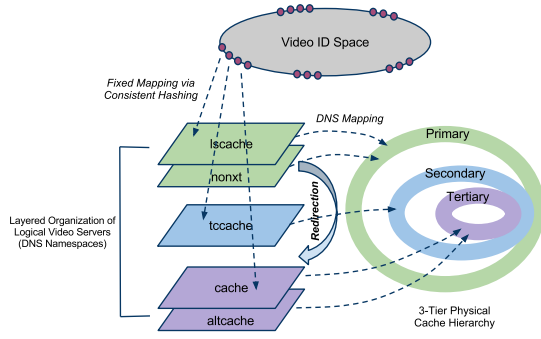 Video ID Space
Fixed Mapping via
Consistent Hashing
DNS Mapping
lscache
nonxt
Primary
Secondary
Tertiary
Redirection
Layered Organization of
Logical Video Servers
(DNS Namespaces)
tccache
cache
altcache
3-Tier Physical
Cache Hierarchy